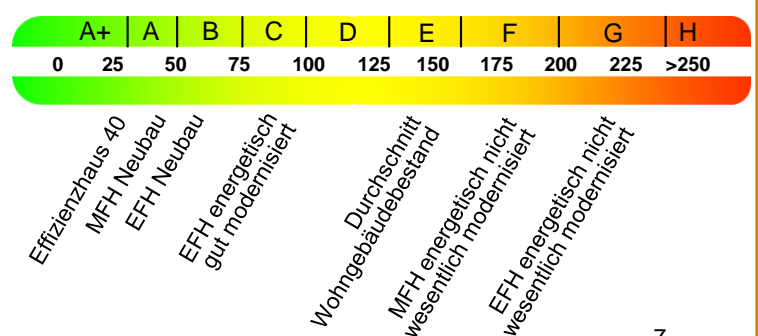 A+ A B C D E F G H
0 25 50 75 100 125 150 175 200 225 >250
Effizienzhaus 40
MFH Neubau
EFH Neubau
EFH energetisch
gut modernisiert
Durchschnitt
Wohngebäudebestand
MFH energetisch nicht
wesentlich modernisiert
EFH energetisch nicht
wesentlich modernisiert
7